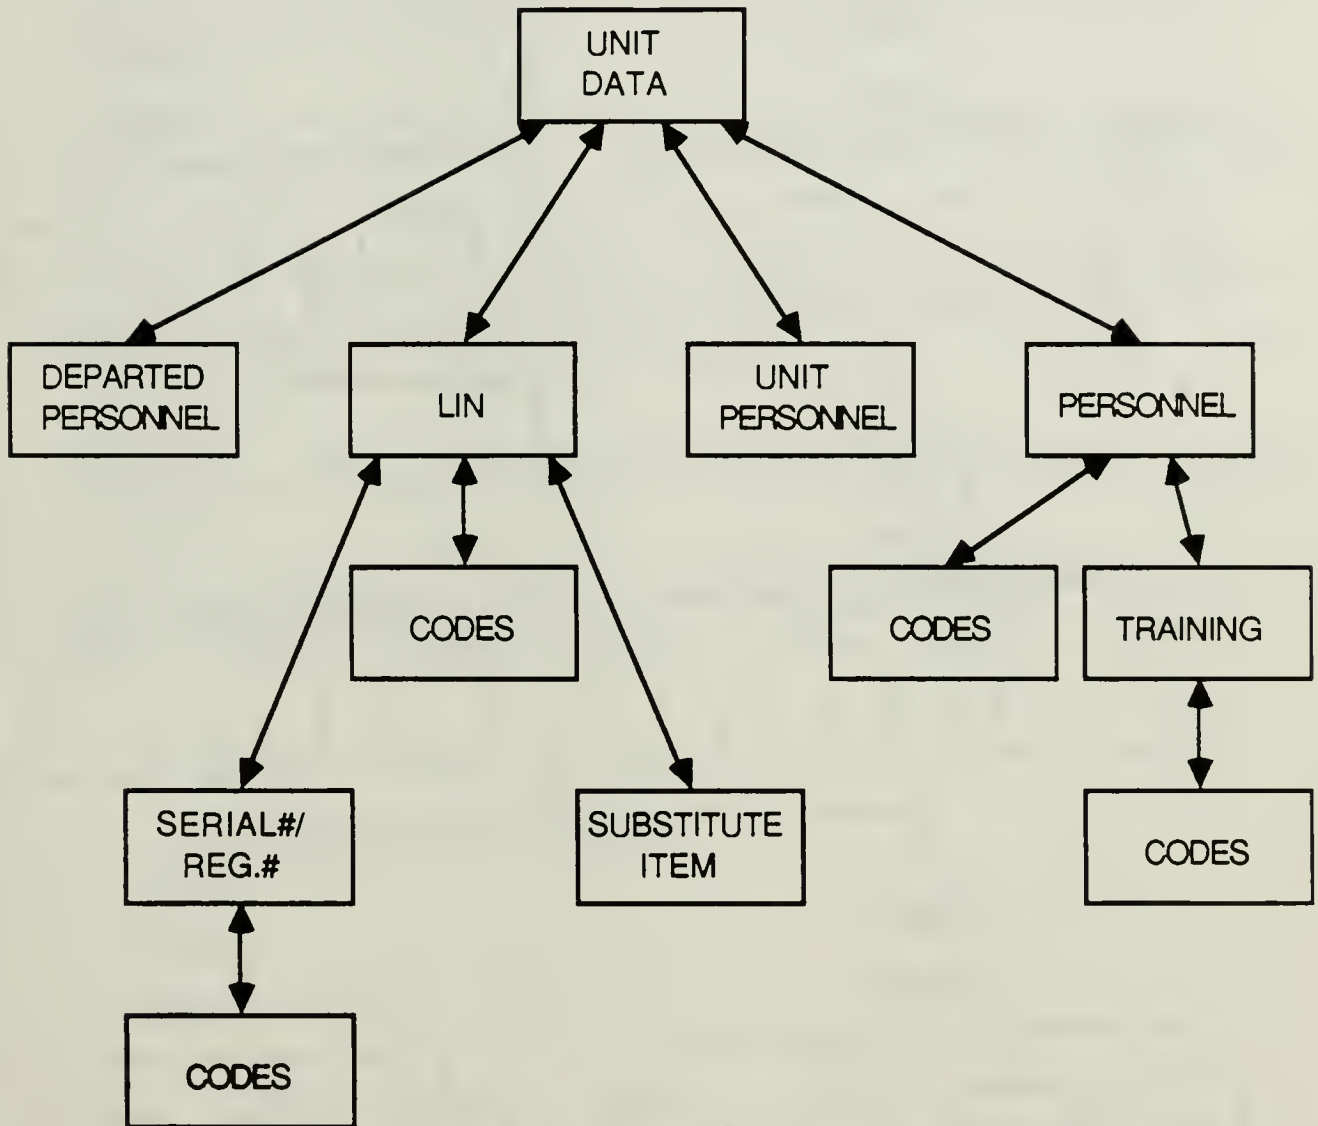 UNIT
DATA
DEPARTED
PERSONNEL
LIN
UNIT
PERSONNEL
PERSONNEL
CODES
CODES
TRAINING
SERIAL#/
REG.#
SUBSTITUTE
ITEM
CODES
CODES